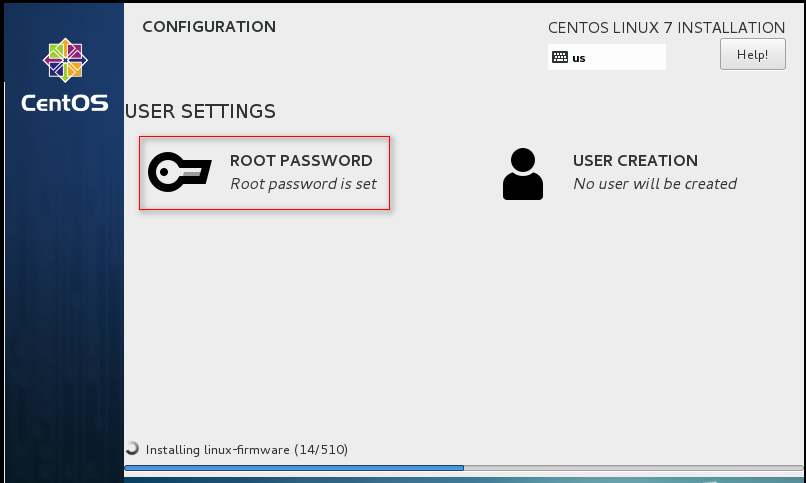 CONFIGURATION
CENTOS LINUX 7 INSTALLATION
us
Help!
CentOS
USER SETTINGS
ROOT PASSWORD
Root password is set
USER CREATION
No user will be created
Installing linux-firmware (14/510)